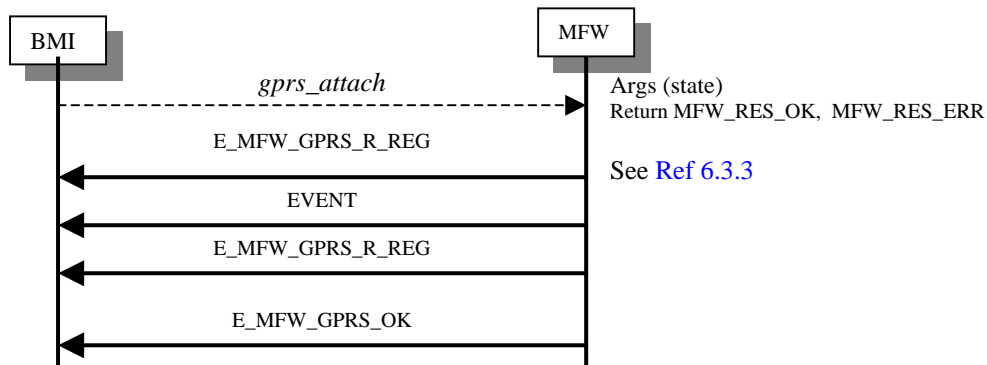 BMI
MFW
gprs_attach
Args (state)
Return MFW_RES_OK, MFW_RES_ERR
E_MFW_GPRS_R_REG
See Ref 6.3.3
EVENT
E_MFW_GPRS_R_REG
E_MFW_GPRS_OK